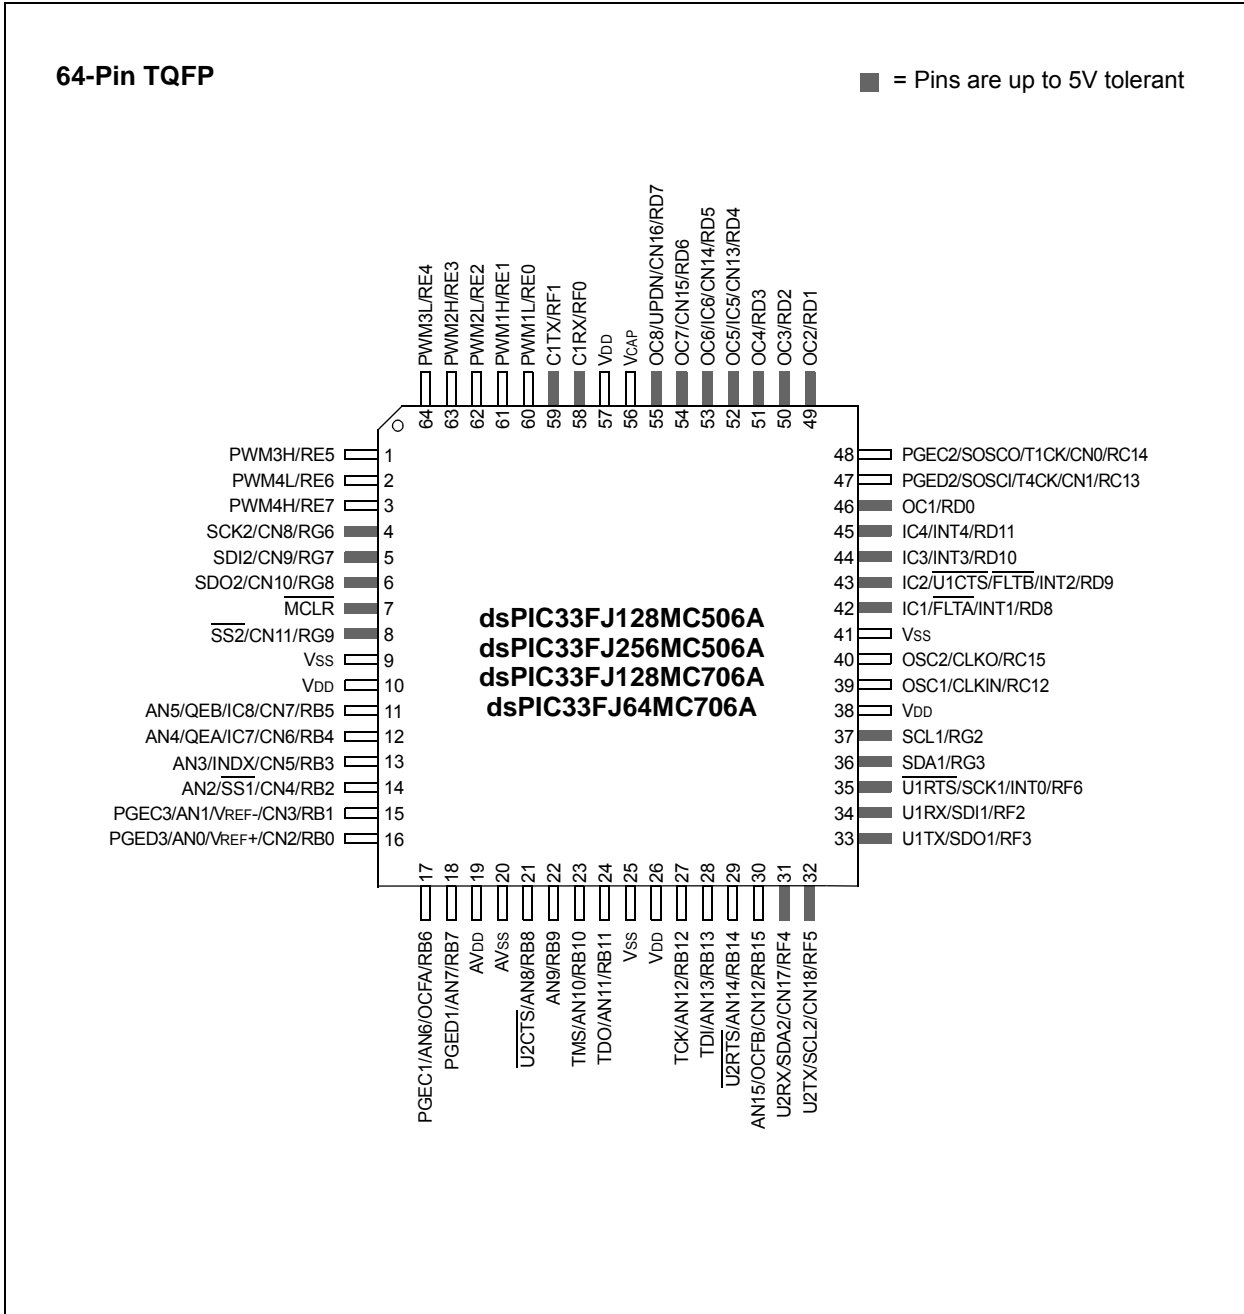 64-Pin TQFP
= Pins are up to 5V tolerant
PWM3L/RE4
PWM2H/RE3
PWM2L/RE2
PWM1H/RE1
PWM1L/RE0
C1TX/RF1
C1RX/RF0
VDD
VCAP
OC8/UPDN/CN16/RD7
OC7/CN15/RD6
OC6/IC6/CN14/RD5
OC5/IC5/CN13/RD4
OC4/RD3
OC3/RD2
OC2/RD1
64
63
62
61
60
59
58
57
56
55
54
53
52
51
50
49
PWM3H/RE5 1
PWM4L/RE6 2
PWM4H/RE7 3
SCK2/CN8/RG6 4
SDI2/CN9/RG7 5
SDO2/CN10/RG8 6
MCLR 7
SS2/CN11/RG9 8
VSS 9
VDD 10
AN5/QEB/IC8/CN7/RB5 11
AN4/QEA/IC7/CN6/RB4 12
AN3/INDX/CN5/RB3 13
AN2/SS1/CN4/RB2 14
PGEC3/AN1/VREF-/CN3/RB1 15
PGED3/AN0/VREF+/CN2/RB0 16
dsPIC33FJ128MC506A
dsPIC33FJ256MC506A
dsPIC33FJ128MC706A
dsPIC33FJ64MC706A
48 PGEC2/SOSCO/T1CK/CN0/RC14
47 PGED2/SOSCI/T4CK/CN1/RC13
46 OC1/RD0
45 IC4/INT4/RD11
44 IC3/INT3/RD10
43 IC2/U1CTS/FLTB/INT2/RD9
42 IC1/FLTA/INT1/RD8
41 VSS
40 OSC2/CLKO/RC15
39 OSC1/CLKIN/RC12
38 VDD
37 SCL1/RG2
36 SDA1/RG3
35 U1RTS/SCK1/INT0/RF6
34 U1RX/SDI1/RF2
33 U1TX/SDO1/RF3
17
18
19
20
21
22
23
24
25
26
27
28
29
30
31
32
PGEC1/AN6/OCFA/RB6
PGED1/AN7/RB7
AVDD
AVSS
U2CTS/AN8/RB8
AN9/RB9
TMS/AN10/RB10
TDO/AN11/RB11
VSS
VDD
TCK/AN12/RB12
TDI/AN13/RB13
U2RTS/AN14/RB14
AN15/OCFB/CN12/RB15
U2RX/SDA2/CN17/RF4
U2TX/SCL2/CN18/RF5